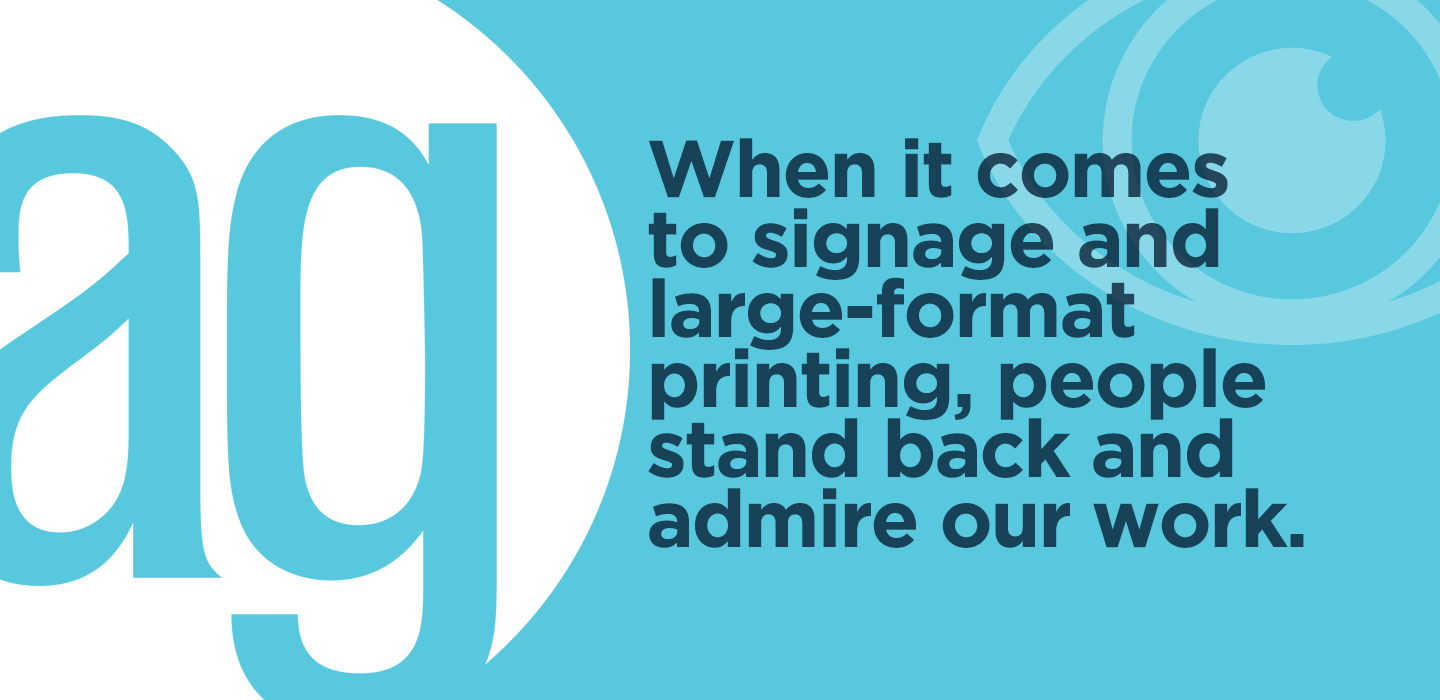 ag
When it comes
to signage and
large-format
printing, people
stand back and
admire our work.